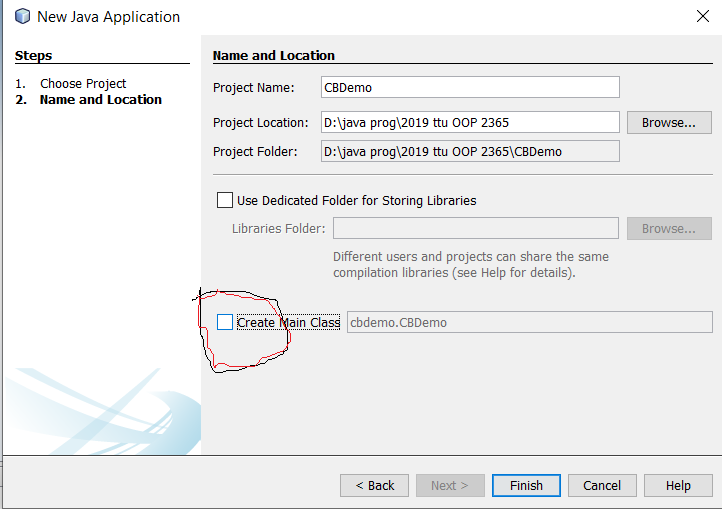 New Java Application
Steps
1. Choose Project
2. Name and Location
Name and Location
Project Name: CBDemo
Project Location: D:\java prog\2019 ttu OOP 2365 Browse...
Project Folder: D:\java prog\2019 ttu OOP 2365\CBDemo
Use Dedicated Folder for Storing Libraries
Libraries Folder: Browse...
Different users and projects can share the same
compilation libraries (see Help for details).
Create Main Class cbdemo.CBDemo
< Back Next > Finish Cancel Help